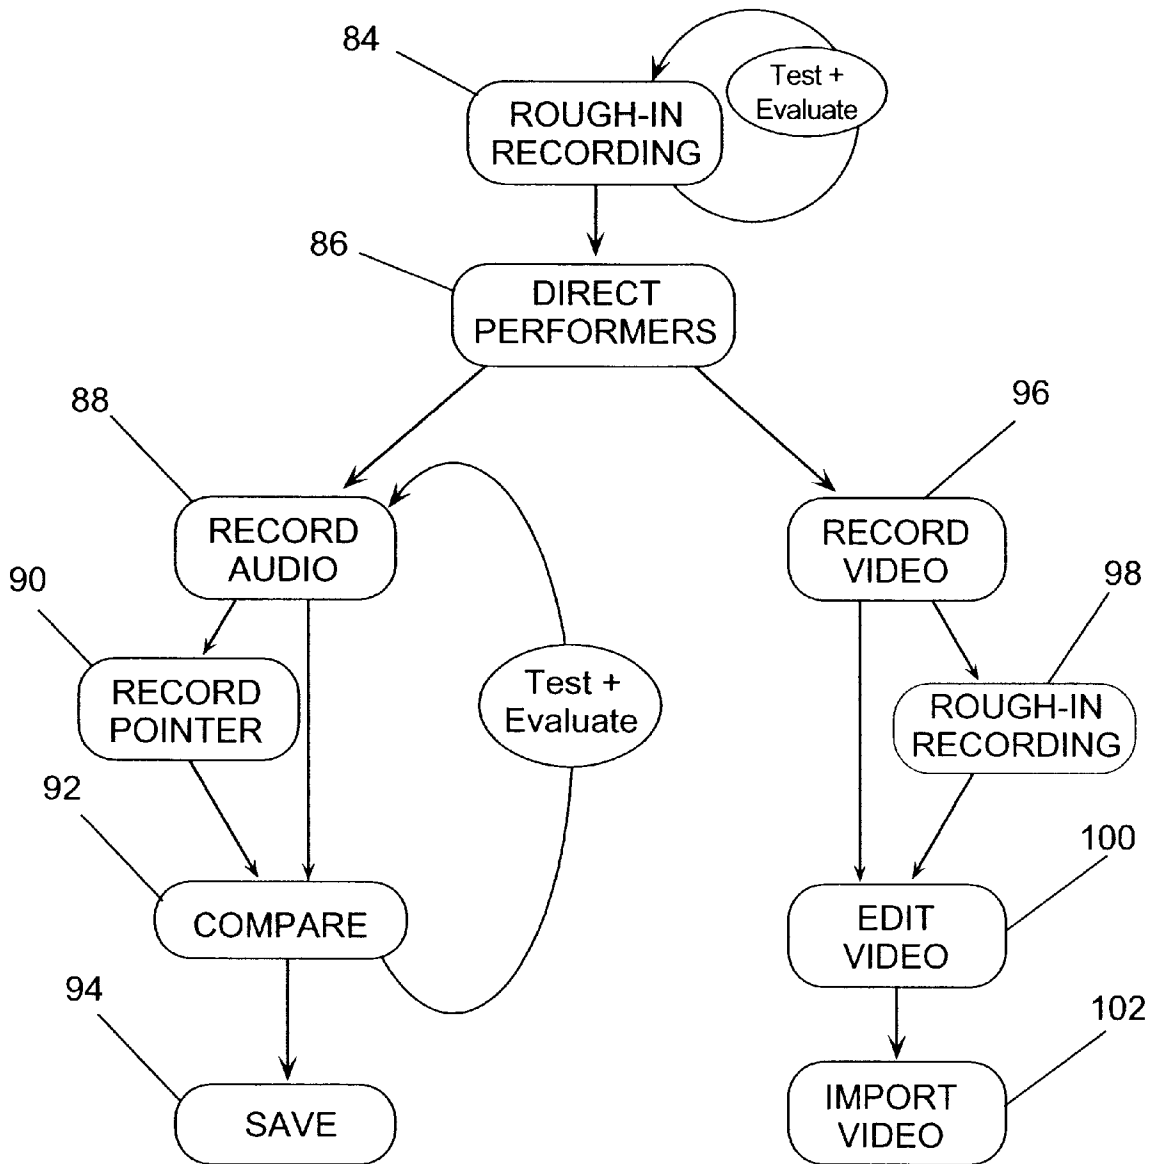 84
ROUGH-IN
RECORDING
Test +
Evaluate
86
DIRECT
PERFORMERS
88
RECORD
AUDIO
96
RECORD
VIDEO
90
RECORD
POINTER
Test +
Evaluate
98
ROUGH-IN
RECORDING
92
COMPARE
100
EDIT
VIDEO
94
SAVE
102
IMPORT
VIDEO